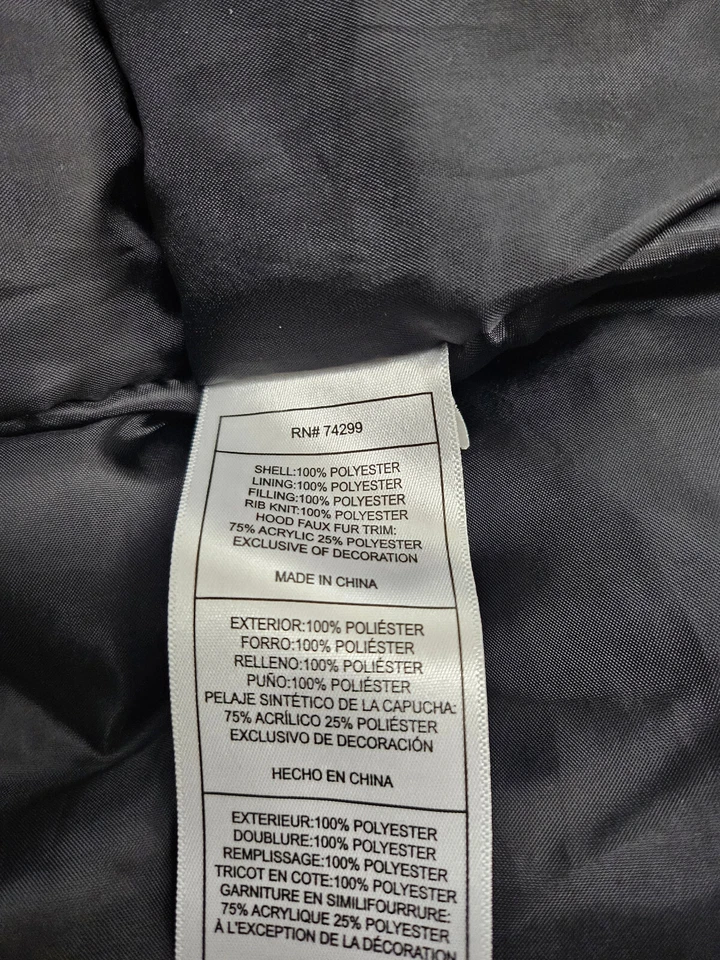 RN# 74299
SHELL:100% POLYESTER
LINING:100% POLYESTER
FILLING:100% POLYESTER
RIB KNIT:100% POLYESTER
HOOD FAUX FUR TRIM:
75% ACRYLIC 25% POLYESTER
EXCLUSIVE OF DECORATION
MADE IN CHINA
EXTERIOR:100% POLIÉSTER
FORRO:100% POLIÉSTER
RELLENO:100% POLIÉSTER
PUÑO:100% POLIÉSTER
PELAJE SINTÉTICO DE LA CAPUCHA:
75% ACRÍLICO 25% POLIÉSTER
EXCLUSIVO DE DECORACIÓN
HECHO EN CHINA
EXTERIEUR:100% POLYESTER
DOUBLURE:100% POLYESTER
REMPLISSAGE:100% POLYESTER
TRICOT EN COTE:100% POLYESTER
GARNITURE EN SIMILIFOURRURE:
75% ACRYLIQUE 25% POLYESTER
À L'EXCEPTION DE LA DÉCORATION